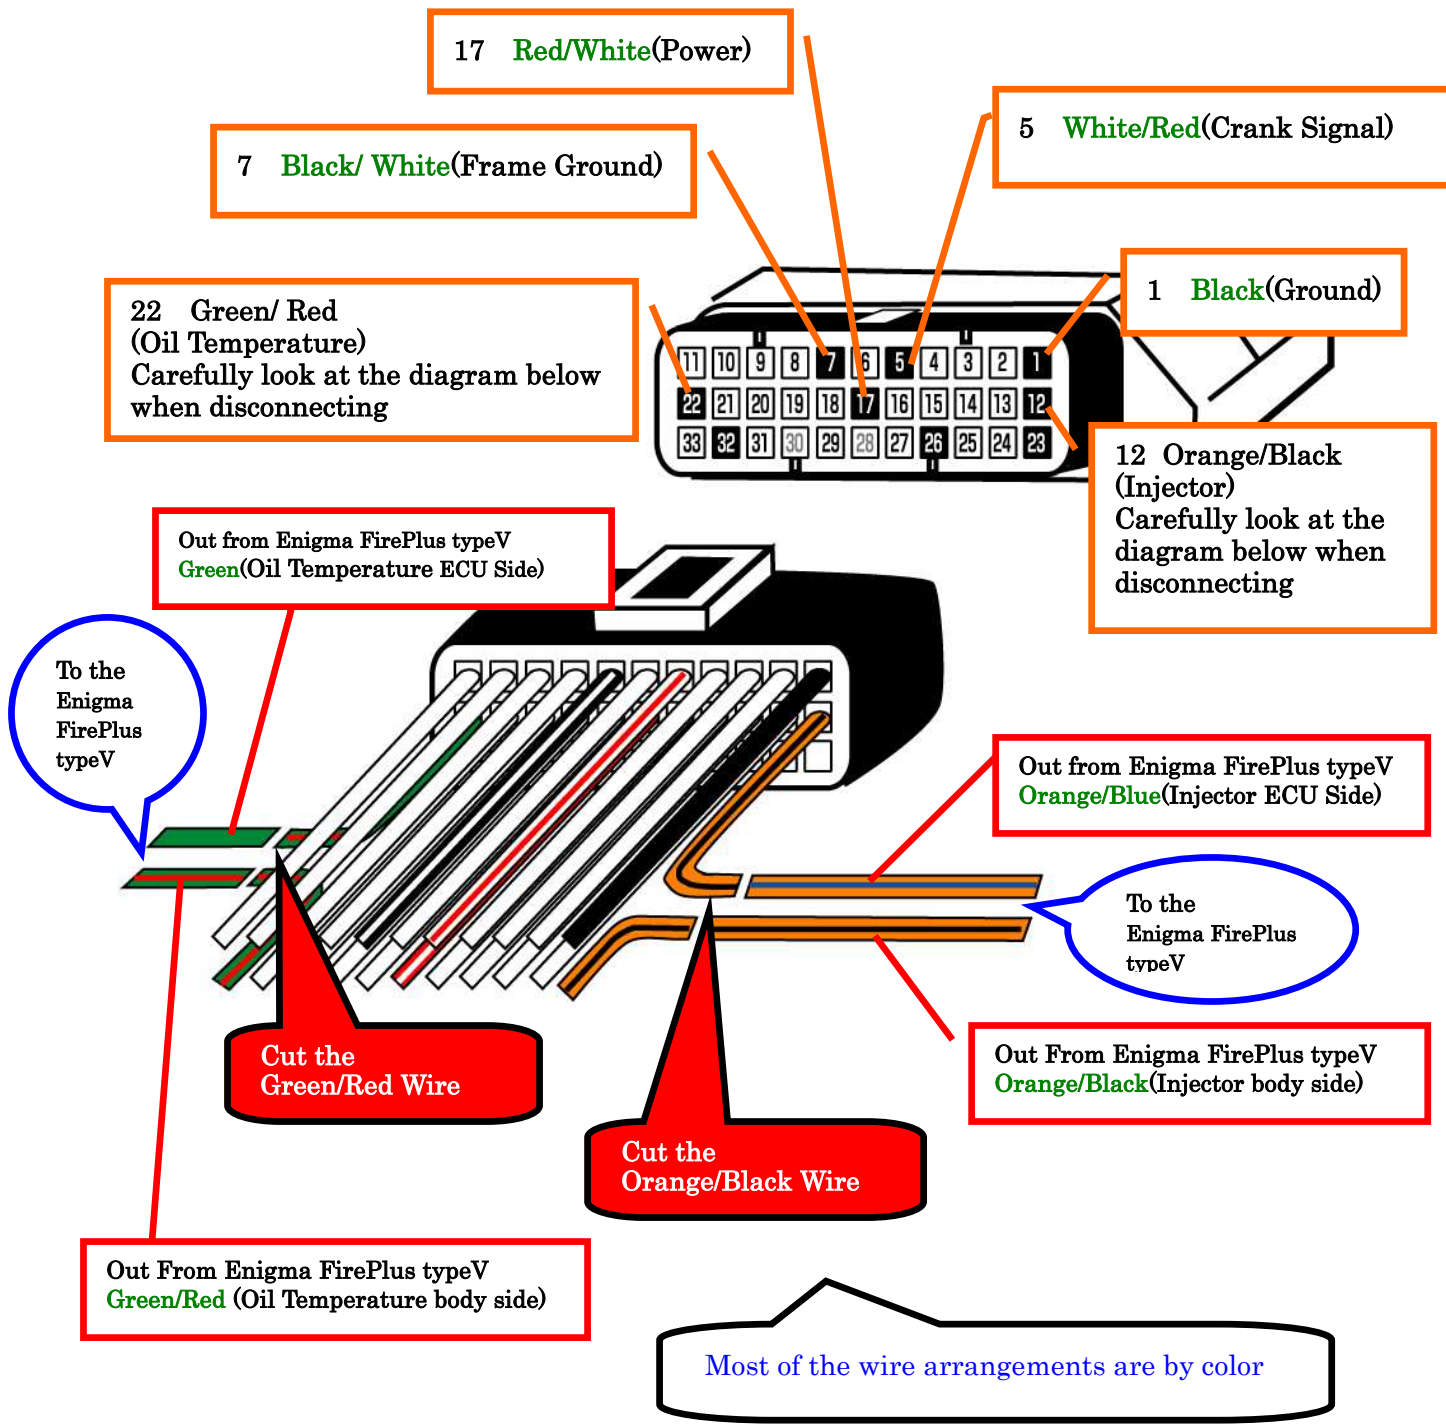 17 Red/White(Power)
5 White/Red(Crank Signal)
7 Black/ White(Frame Ground)
1 Black(Ground)
22 Green/ Red
(Oil Temperature)
Carefully look at the diagram below
when disconnecting
11 10 9 8 7 6 5 4 3 2 1
22 21 20 19 18 17 16 15 14 13 12
33 32 31 30 29 28 27 26 25 24 23
12 Orange/Black
(Injector)
Carefully look at the
diagram below when
disconnecting
Out from Enigma FirePlus typeV
Green(Oil Temperature ECU Side)
To the
Enigma
FirePlus
typeV
Out from Enigma FirePlus typeV
Orange/Blue(Injector ECU Side)
To the
Enigma FirePlus
typeV
Out From Enigma FirePlus typeV
Orange/Black(Injector body side)
Cut the
Green/Red Wire
Cut the
Orange/Black Wire
Out From Enigma FirePlus typeV
Green/Red (Oil Temperature body side)
Most of the wire arrangements are by color